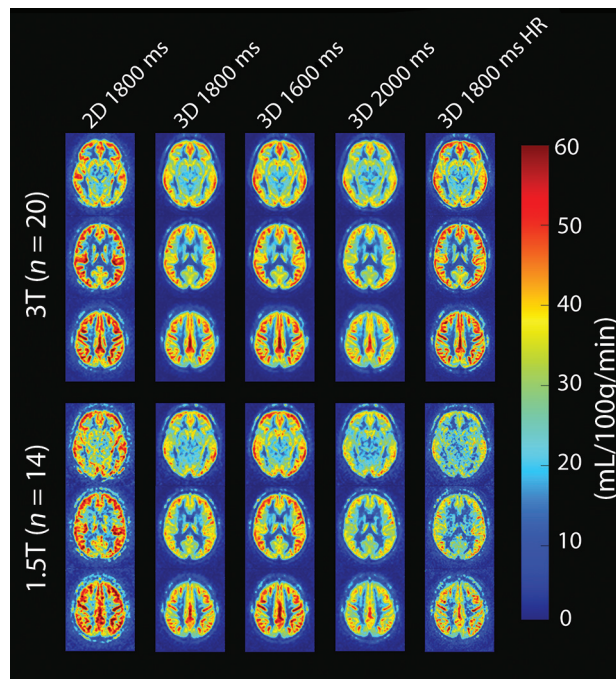 2D 1800 ms
3D 1800 ms
3D 1600 ms
3D 2000 ms
3D 1800 ms HR
3T (n = 20)
1.5T (n = 14)
60
50
40
30
20
10
0
(mL/100g/min)